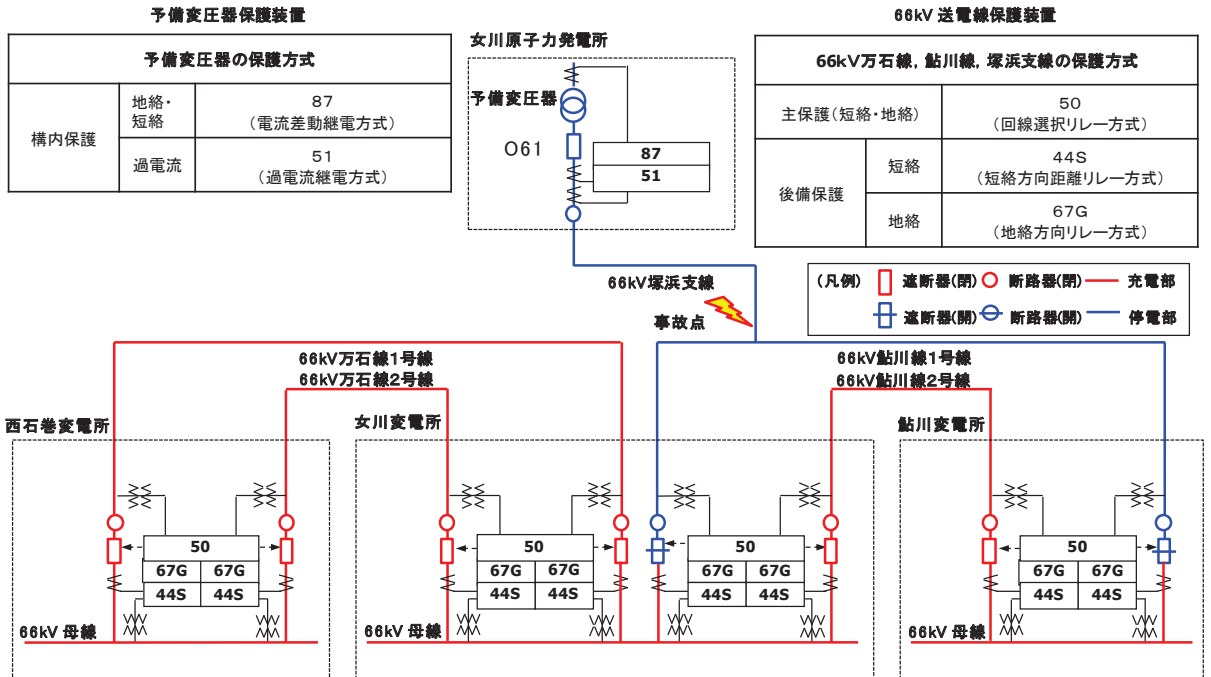 予備変圧器保護装置
予備変圧器の保護方式
構内保護
地絡・
短絡
87
(電流差動継電方式)
過電流
51
(過電流継電方式)
女川原子力発電所
予備変圧器
O61
87
51
66kV 送電線保護装置
66kV万石線，鮎川線，塚浜支線の保護方式
主保護(短絡・地絡)
50
(回線選択リレー方式)
後備保護
短絡
44S
(短絡方向距離リレー方式)
地絡
67G
(地絡方向リレー方式)
(凡例)
遮断器(閉)
断路器(閉)
充電部
遮断器(開)
断路器(開)
停電部
66kV塚浜支線
事故点
66kV万石線1号線
66kV万石線2号線
66kV鮎川線1号線
66kV鮎川線2号線
西石巻変電所
女川変電所
鮎川変電所
50
67G 67G
44S 44S
50
67G 67G
44S 44S
50
67G 67G
44S 44S
50
67G 67G
44S 44S
66kV 母線
66kV 母線
66kV 母線